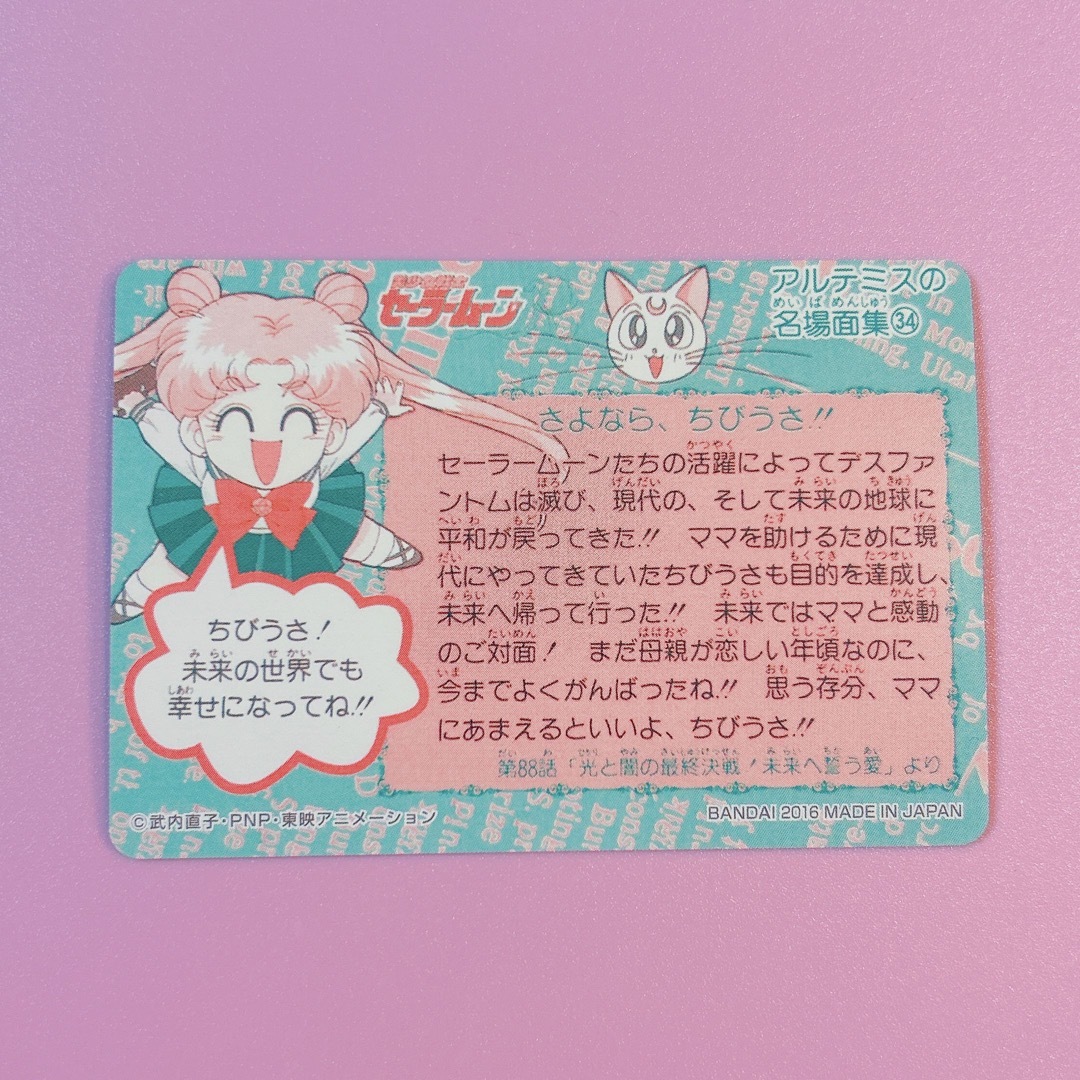 美少女戦士
セーラームーン
アルテミスの
めいばめんしゅう
名場面集㉞
さよなら、ちびうさ!!
セーラームーンたちの活躍によってデスファ
ントムは滅び、現代の、そして未来の地球に
平和が戻ってきた!! ママを助けるために現
代にやってきていたちびうさも目的を達成し、
未来へ帰って行った!! 未来ではママと感動
のご対面! まだ母親が恋しい年頃なのに、
今までよくがんばったね!! 思う存分、ママ
にあまえるといいよ、ちびうさ!!
第88話「光と闇の最終決戦!未来へ誓う愛」より
ちびうさ!
未来の世界でも
幸せになってね!!
©武内直子・PNP・東映アニメーション
BANDAI 2016 MADE IN JAPAN